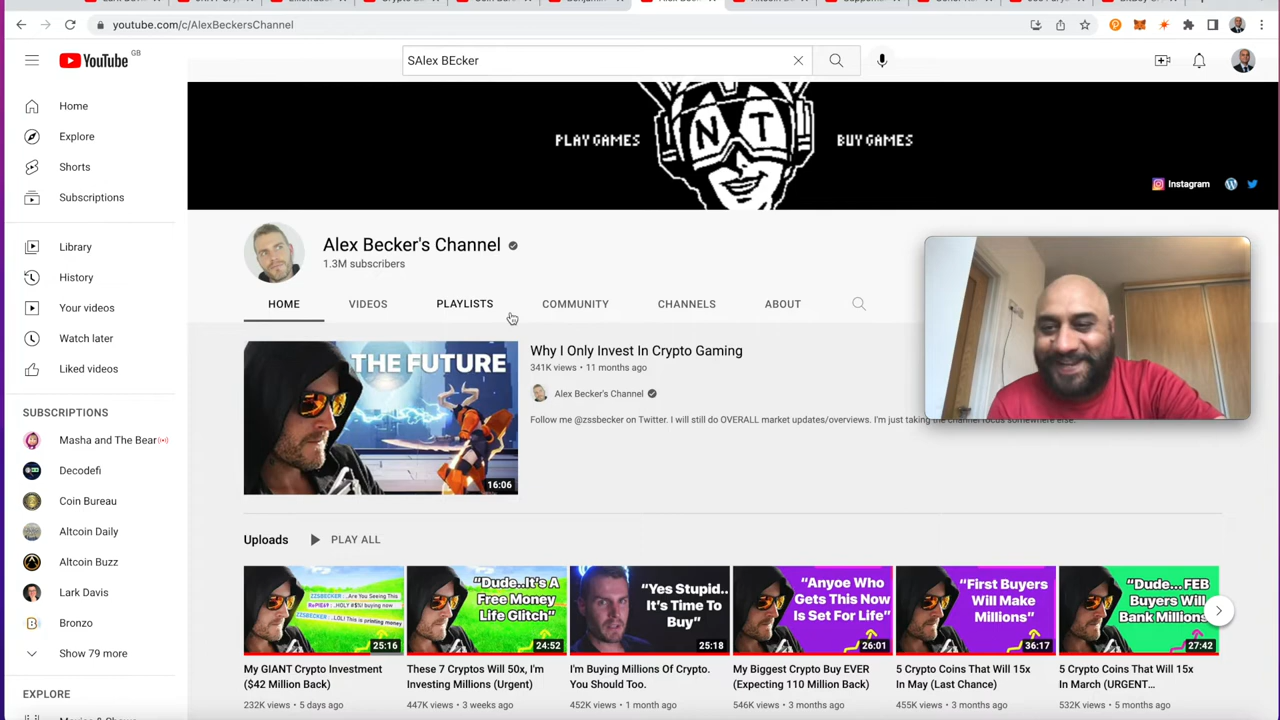 youtube.com/c/AlexBeckersChannel
YouTube GB
SAlex BEcker
Home
Explore
Shorts
Subscriptions
Library
History
Your videos
Watch later
Liked videos
SUBSCRIPTIONS
Masha and The Bear
Decodefi
Coin Bureau
Altcoin Daily
Altcoin Buzz
Lark Davis
Bronzo
Show 79 more
EXPLORE
PLAY GAMES
NT
BUY GAMES
Instagram
Alex Becker's Channel
1.3M subscribers
HOME VIDEOS PLAYLISTS COMMUNITY CHANNELS ABOUT
THE FUTURE
16:06
Why I Only Invest In Crypto Gaming
341K views • 11 months ago
Alex Becker's Channel
Follow me @zssbecker on Twitter. I will still do OVERALL market updates/overviews. I'm just taking the channel focus somewhere else.
Uploads PLAY ALL
25:16
My GIANT Crypto Investment
($42 Million Back)
232K views • 5 days ago
"Dude..It's A
Free Money
Life Glitch"
24:52
These 7 Cryptos Will 50x, I'm
Investing Millions (Urgent)
447K views • 3 weeks ago
"Yes Stupid..
It's Time To
Buy"
25:18
I'm Buying Millions Of Crypto.
You Should Too.
452K views • 1 month ago
"Anyoe Who
Gets This Now
Is Set For Life"
26:01
My Biggest Crypto Buy EVER
(Expecting 110 Million Back)
546K views • 3 months ago
"First Buyers
Will Make
Millions"
36:17
5 Crypto Coins That Will 15x
In May (Last Chance)
455K views • 3 months ago
"Dude... FEB
Buyers Will
Bank Millions
27:42
5 Crypto Coins That Will 15x
In March (URGENT...
532K views • 5 months ago